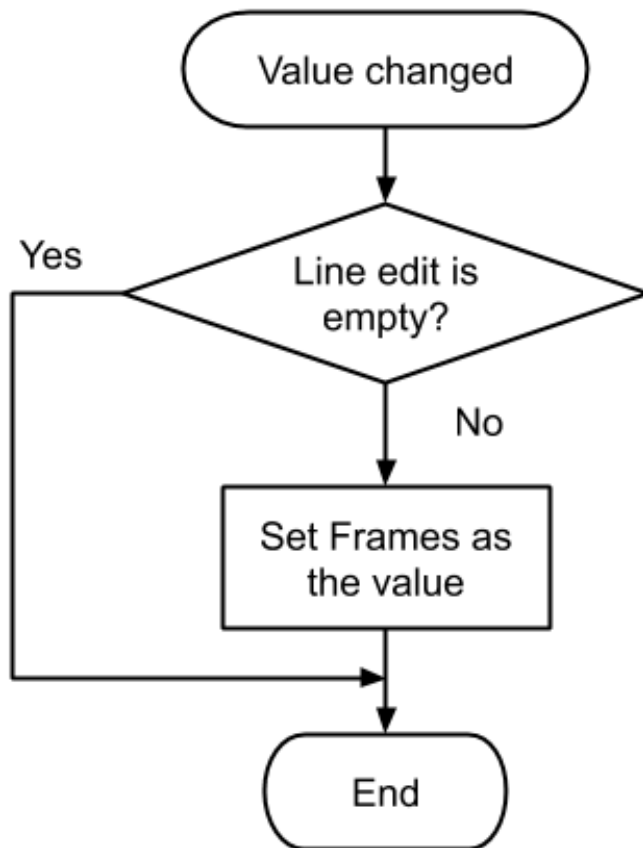 Value changed
Yes
Line edit is
empty?
No
Set Frames as
the value
End